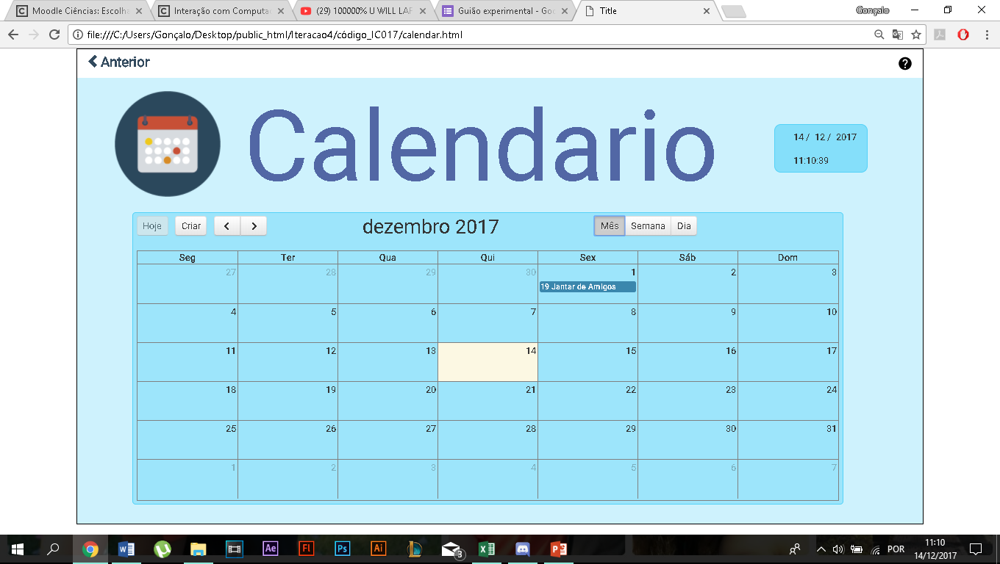 Moodle Ciências: Escolhe
Interação com Computa
(29) 100000% U WILL LAF
Guião experimental - Goo
Title
Gonçalo
file:///C:/Users/Gonçalo/Desktop/public_html/Iteracao4/código_IC017/calendar.html
Anterior
Calendario
14 / 12 / 2017
11:10:39
Hoje Criar dezembro 2017 Mês Semana Dia
Seg Ter Qua Qui Sex Sáb Dom
27 28 29 30 1 2 3
19 Jantar de Amigos
4 5 6 7 8 9 10
11 12 13 14 15 16 17
18 19 20 21 22 23 24
25 26 27 28 29 30 31
1 2 3 4 5 6 7
Ae Fl Ps Ai 3 POR 11:10
14/12/2017